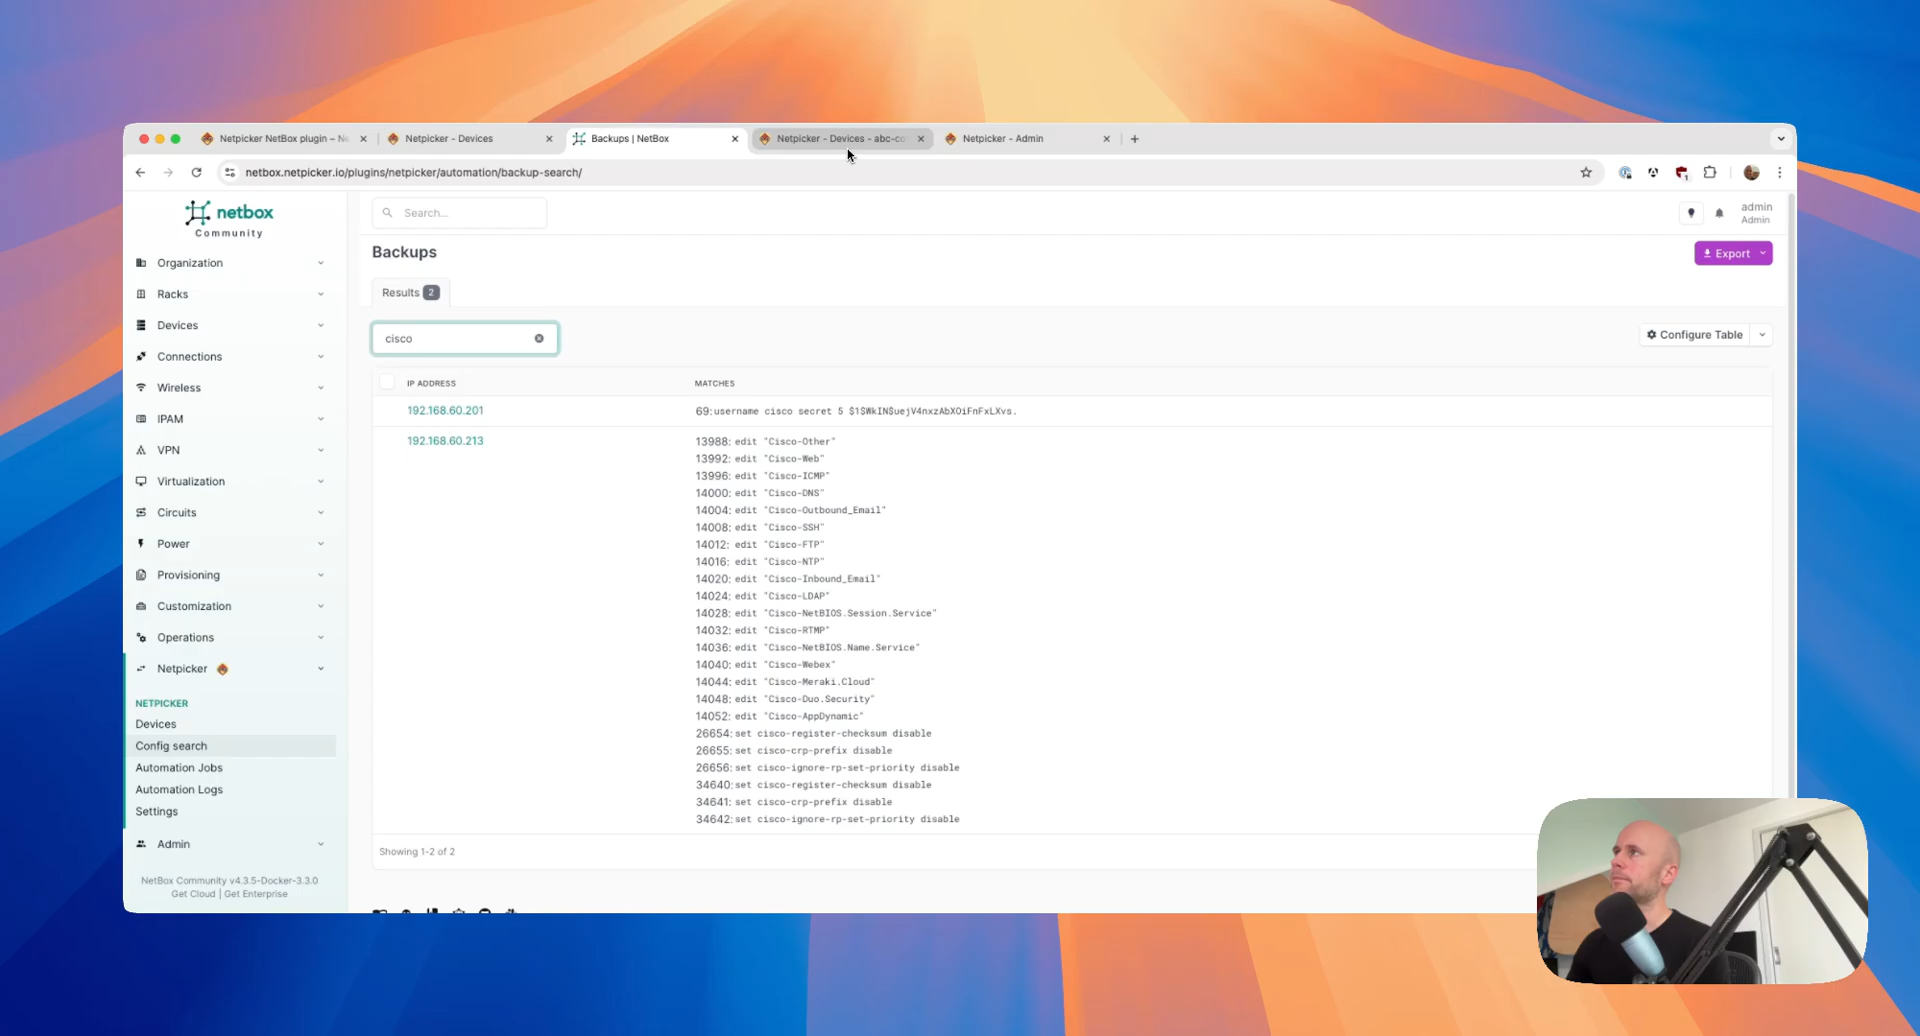 Netpicker NetBox plugin – Ne
Netpicker - Devices
Backups | NetBox
Netpicker - Devices - abc-co
Netpicker - Admin
netbox.netpicker.io/plugins/netpicker/automation/backup-search/
netbox
Community
Search...
admin
Admin
Organization
Racks
Devices
Connections
Wireless
IPAM
VPN
Virtualization
Circuits
Power
Provisioning
Customization
Operations
Netpicker
NETPICKER
Devices
Config search
Automation Jobs
Automation Logs
Settings
Admin
NetBox Community v4.3.5-Docker-3.3.0
Get Cloud | Get Enterprise
Backups
Export
Results 2
cisco
Configure Table
IP ADDRESS MATCHES
192.168.60.201 69:username cisco secret 5 $1$WkIN$uejV4nxzAbXOiFnFxLXvs.
192.168.60.213 13988: edit "Cisco-Other"
13992: edit "Cisco-Web"
13996: edit "Cisco-ICMP"
14000: edit "Cisco-DNS"
14004: edit "Cisco-Outbound_Email"
14008: edit "Cisco-SSH"
14012: edit "Cisco-FTP"
14016: edit "Cisco-NTP"
14020: edit "Cisco-Inbound_Email"
14024: edit "Cisco-LDAP"
14028: edit "Cisco-NetBIOS.Session.Service"
14032: edit "Cisco-RTMP"
14036: edit "Cisco-NetBIOS.Name.Service"
14040: edit "Cisco-Webex"
14044: edit "Cisco-Meraki.Cloud"
14048: edit "Cisco-Duo.Security"
14052: edit "Cisco-AppDynamic"
26654: set cisco-register-checksum disable
26655: set cisco-crp-prefix disable
26656: set cisco-ignore-rp-set-priority disable
34640: set cisco-register-checksum disable
34641: set cisco-crp-prefix disable
34642: set cisco-ignore-rp-set-priority disable
Showing 1-2 of 2